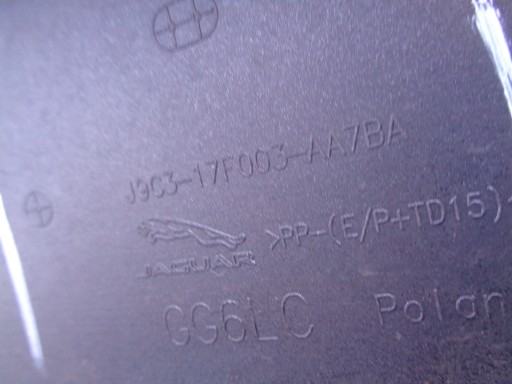 J9C3-17F003-AA7BA
JAGUAR >PP-(E/P+TD15)
GG6LC Polan